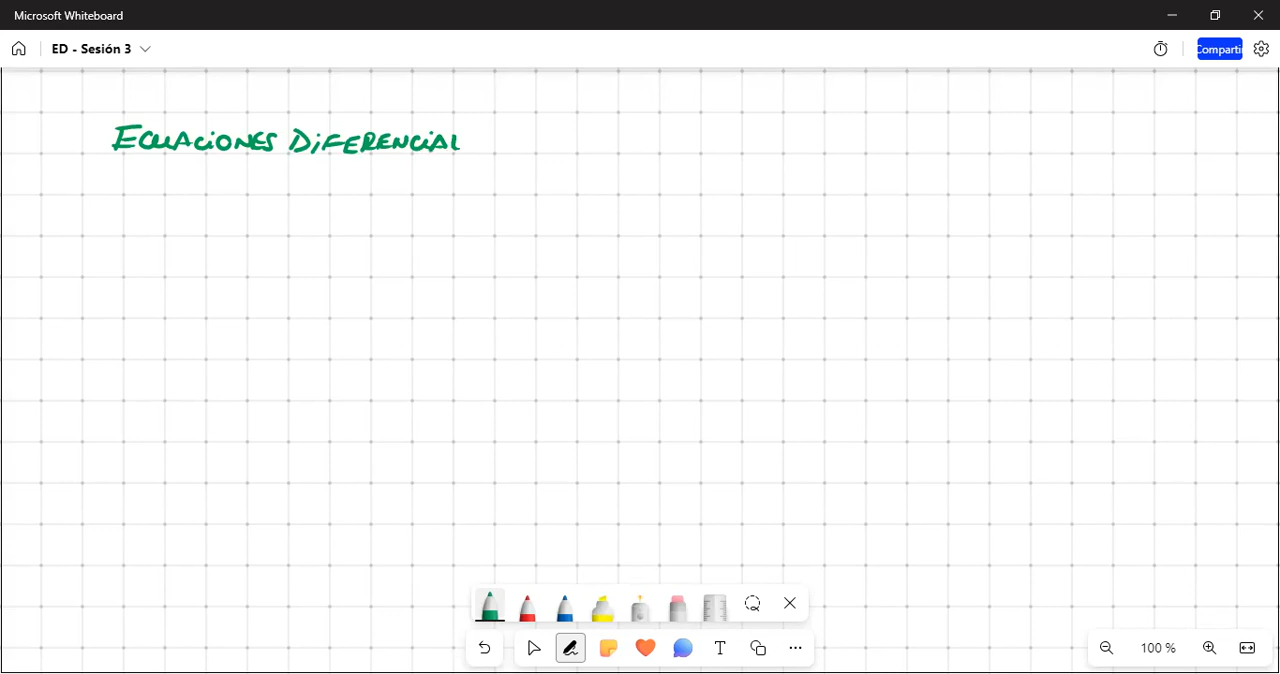 Microsoft Whiteboard
ED - Sesión 3
Comparti
ECUACiONES DiFERENCiAL
T
100 %